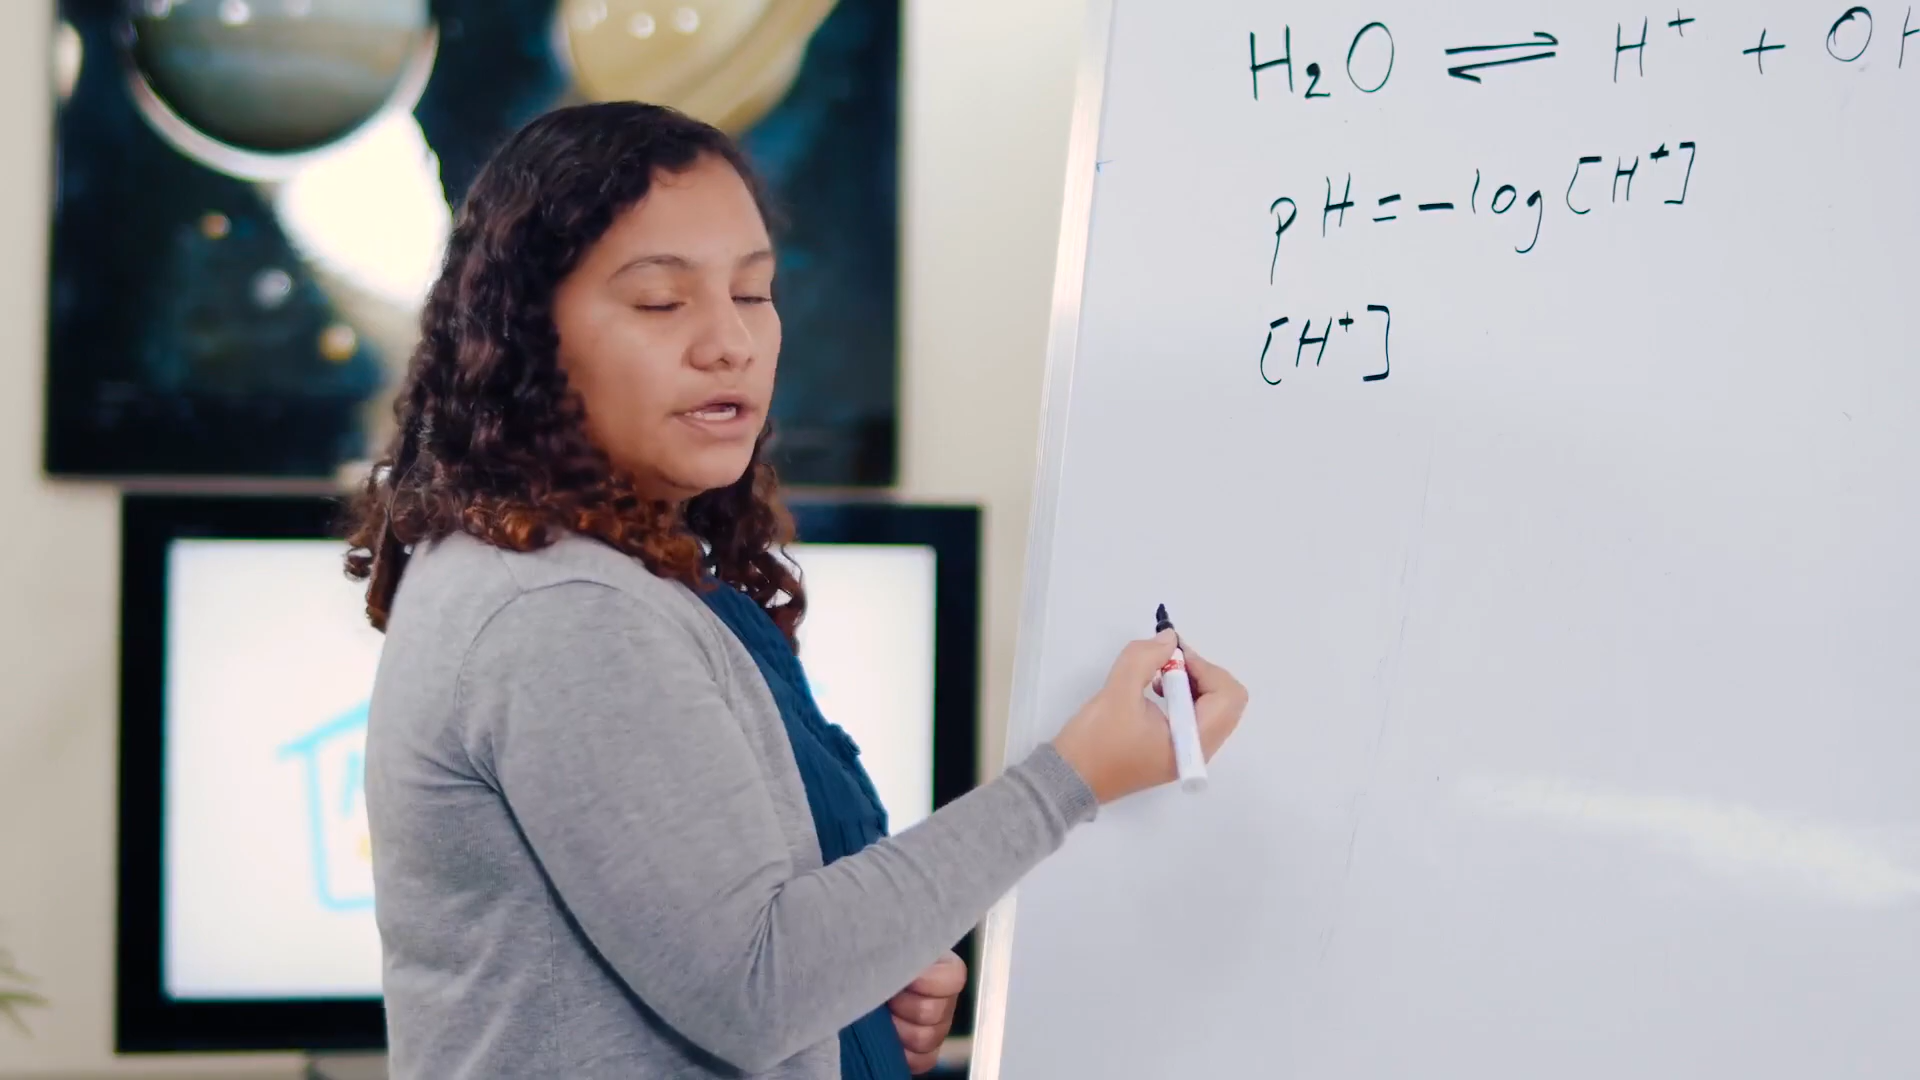 H₂O ⇌ H⁺ + OH
pH = -log[H⁺]
[H⁺]